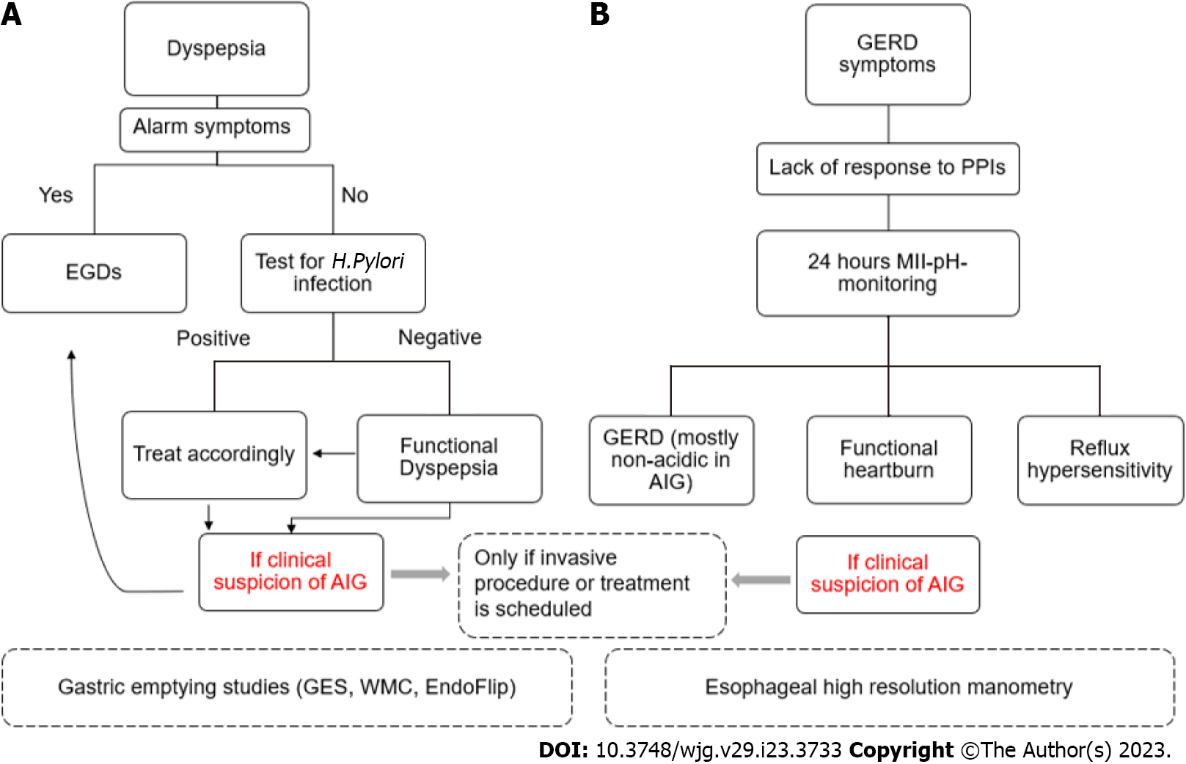 A
Dyspepsia
Alarm symptoms
Yes
No
EGDs
Test for H.Pylori
infection
Positive
Negative
Treat accordingly
Functional
Dyspepsia
If clinical
suspicion of AIG
B
GERD
symptoms
Lack of response to PPIs
24 hours MII-pH-
monitoring
GERD (mostly
non-acidic in
AIG)
Functional
heartburn
Reflux
hypersensitivity
Only if invasive
procedure or treatment
is scheduled
If clinical
suspicion of AIG
Gastric emptying studies (GES, WMC, EndoFlip)
Esophageal high resolution manometry
DOI: 10.3748/wjg.v29.i23.3733 Copyright ©The Author(s) 2023.